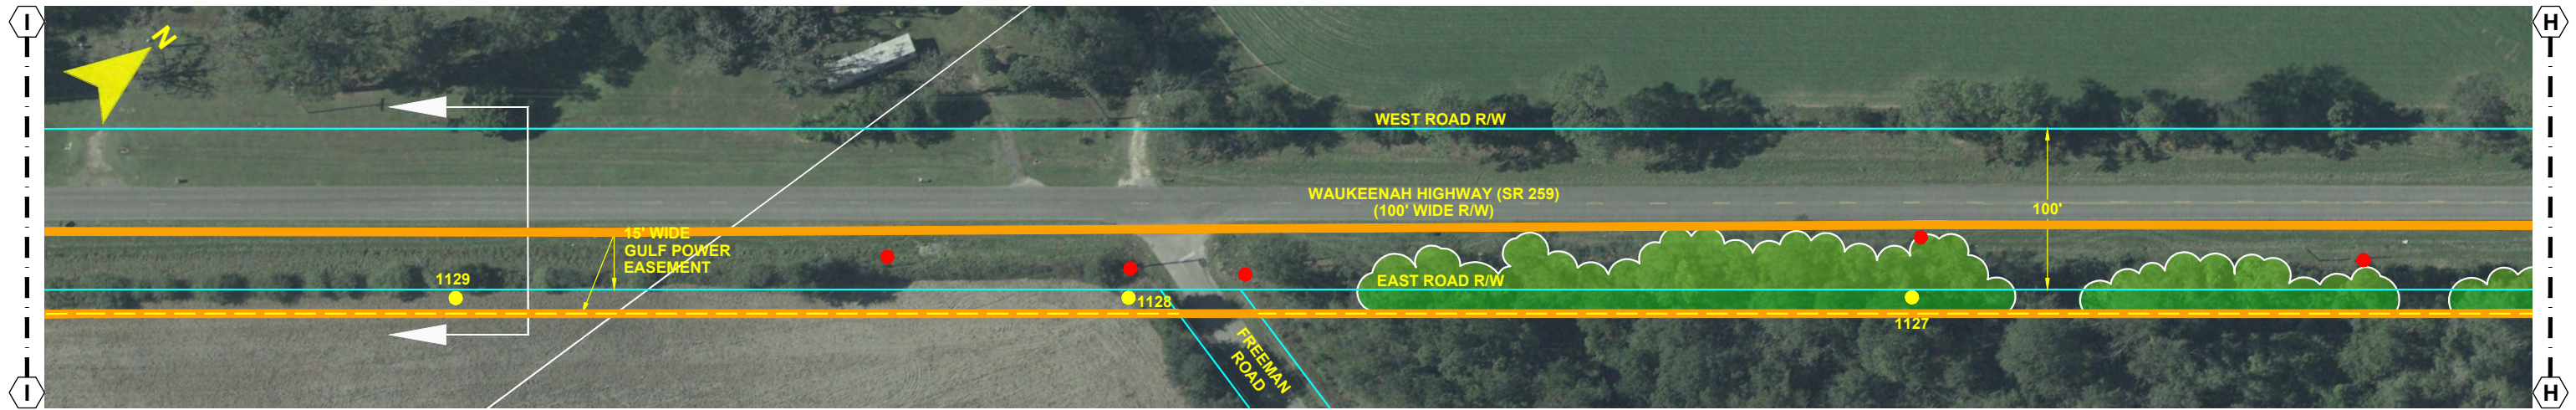 I
H
N
WEST ROAD R/W
WAUKEENAH HIGHWAY (SR 259)
(100' WIDE R/W)
100'
15' WIDE
GULF POWER
EASEMENT
1129
EAST ROAD R/W
1128
1127
FREEMAN
ROAD
I
H